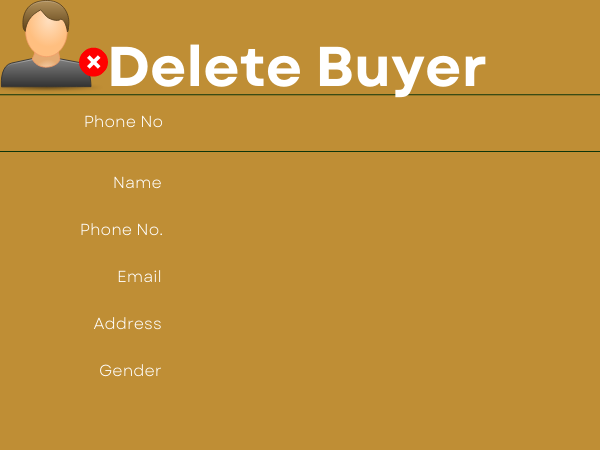 Delete Buyer
Phone No
Name
Phone No.
Email
Address
Gender